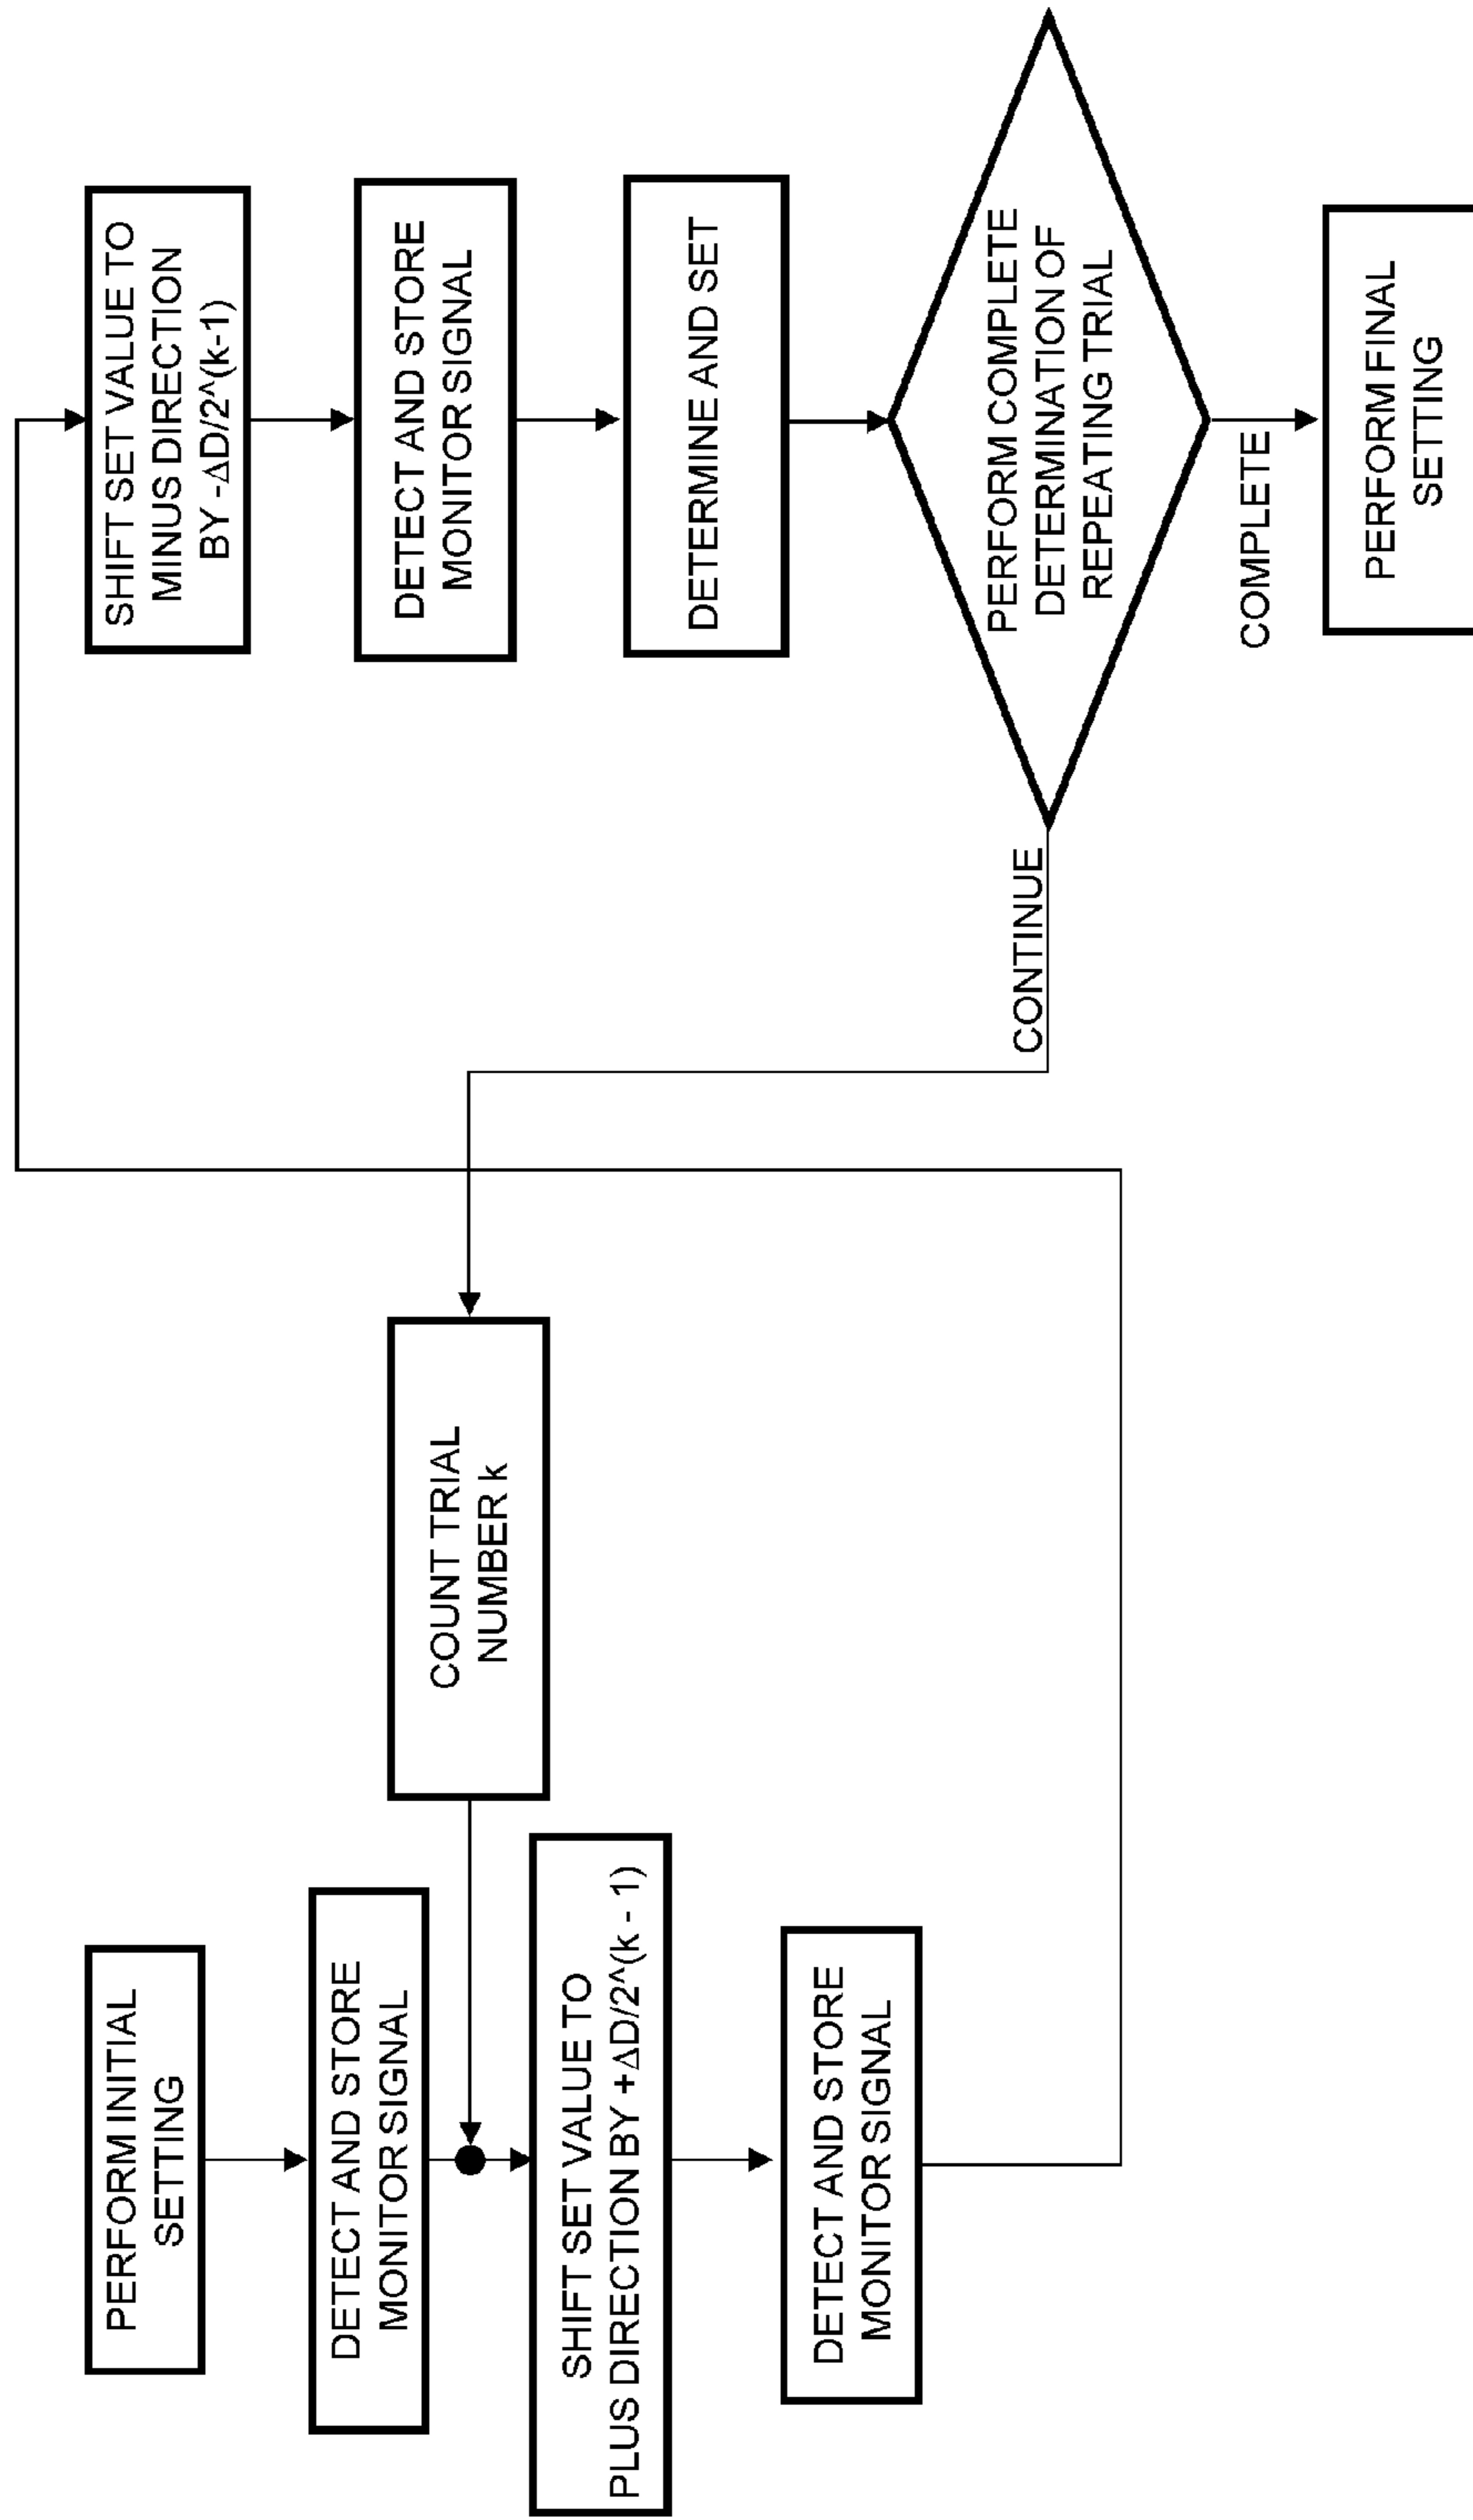 PERFORM INITIAL
SETTING
DETECT AND STORE
MONITOR SIGNAL
SHIFT SET VALUE TO
PLUS DIRECTION BY +ΔD/2^(k - 1)
DETECT AND STORE
MONITOR SIGNAL
COUNT TRIAL
NUMBER k
SHIFT SET VALUE TO
MINUS DIRECTION
BY -ΔD/2^(k-1)
DETECT AND STORE
MONITOR SIGNAL
DETERMINE AND SET
PERFORM COMPLETE
DETERMINATION OF
REPEATING TRIAL
CONTINUE
COMPLETE
PERFORM FINAL
SETTING